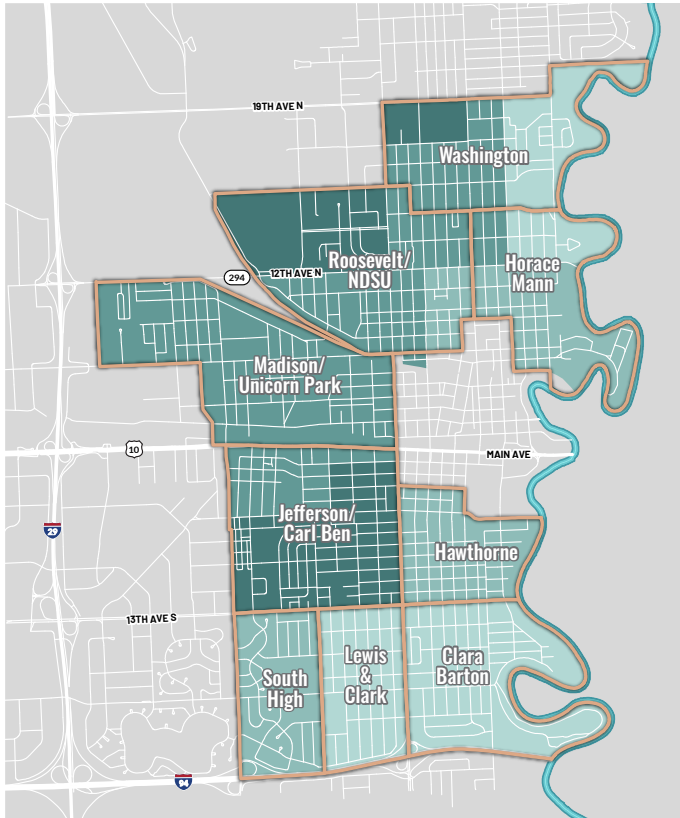 19TH AVE N
Washington
Roosevelt/
NDSU
12TH AVE N
294
Horace
Mann
Madison/
Unicorn Park
10
MAIN AVE
Jefferson/
Carl Ben
29
Hawthorne
13TH AVE S
Lewis
&
Clark
Clara
Barton
South
High
94